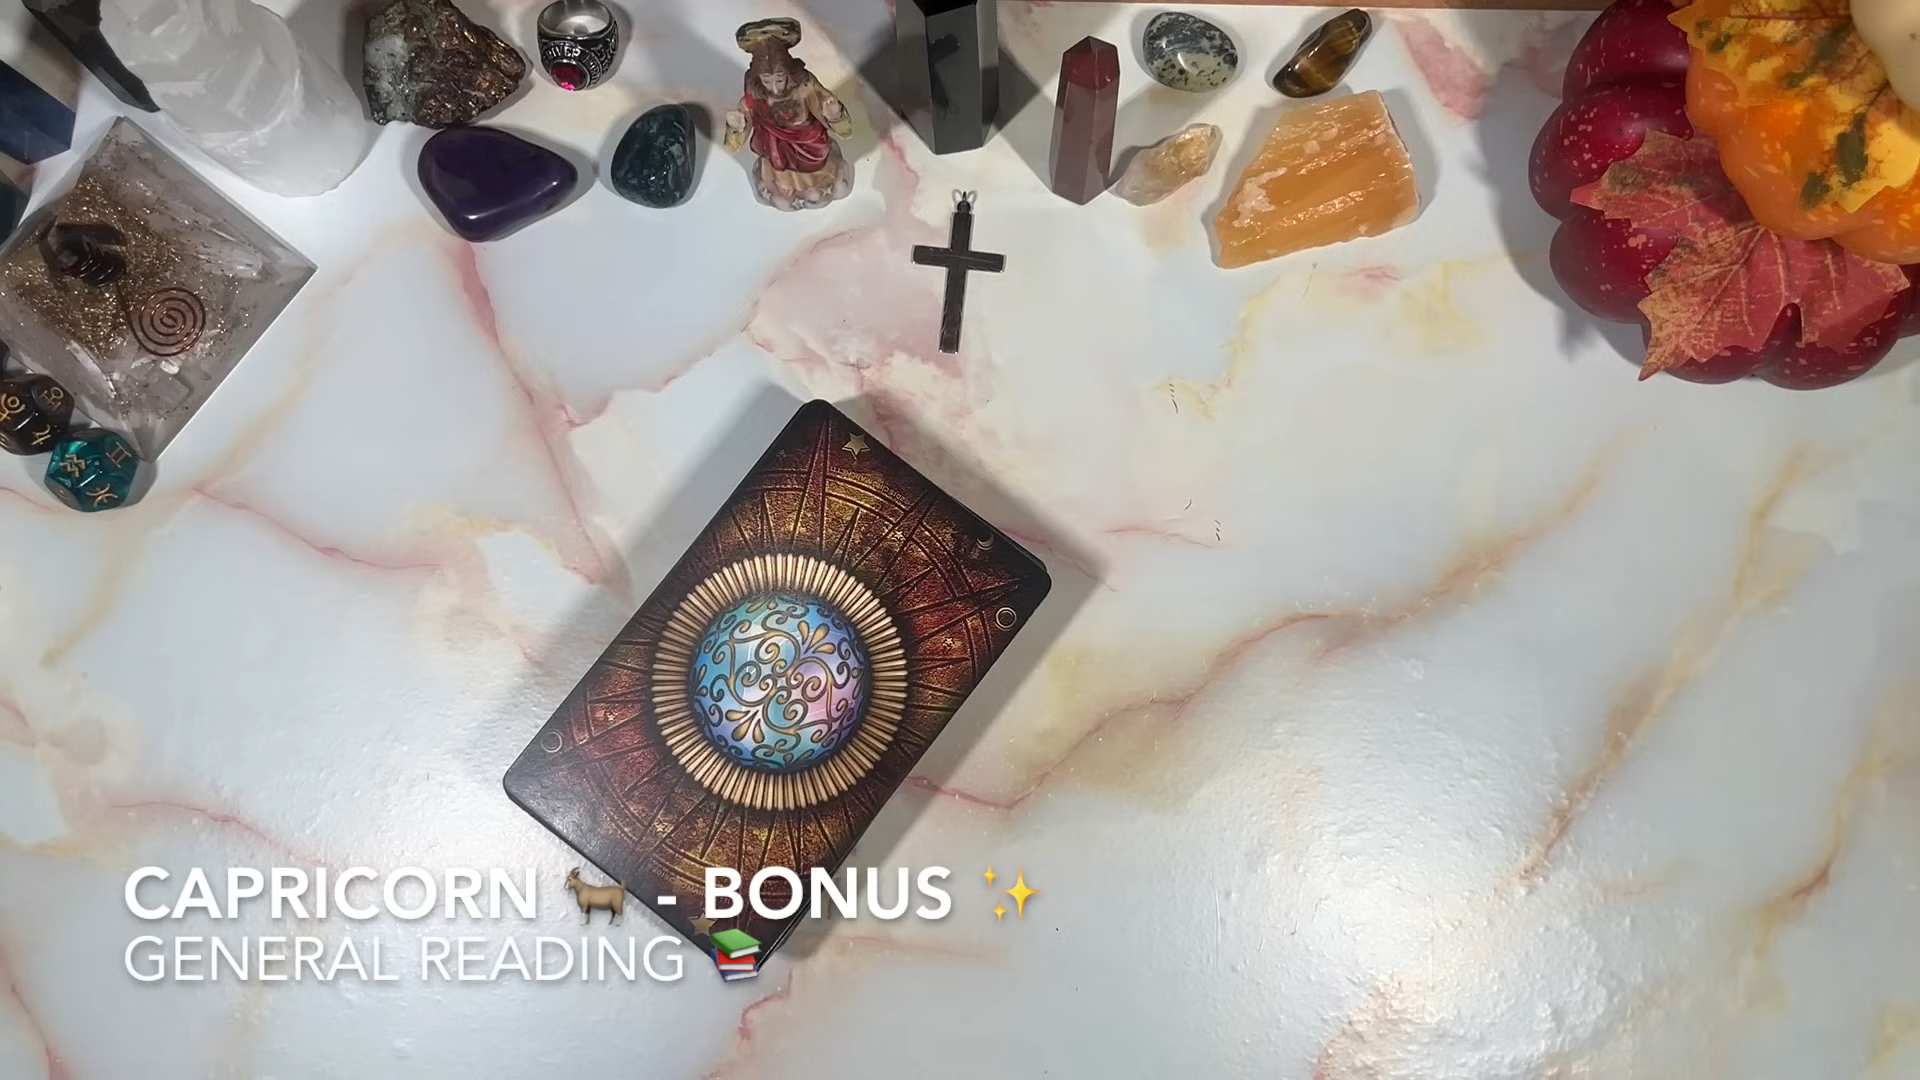 CAPRICORN 🐐 - BONUS ✨
GENERAL READING 📚